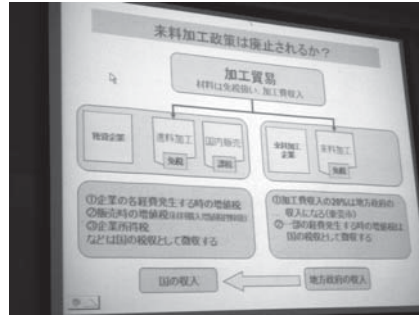 来料加工政策は廃止されるか？
加工貿易
材料は免税扱い、加工費収入
独資企業
進料加工
免税
国内販売
課税
来料加工
企業
来料加工
免税
①企業の各経費発生する時の増値税
②販売時の増値税
③企業所得税
などは国の税収として徴収する
①加工費収入の20%は地方政府の
収入になる(東莞市)
②一部の経費発生する時の増値税は
国の税収として徴収する
国の収入
地方政府の収入